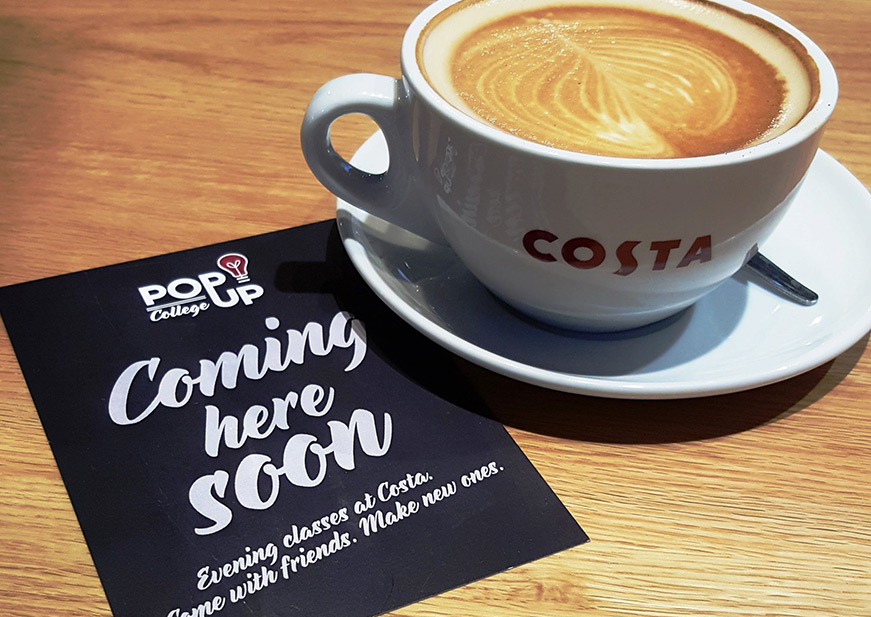 COSTA
POP UP
College
Coming
here
soon
Evening classes at Costa.
Come with friends. Make new ones.